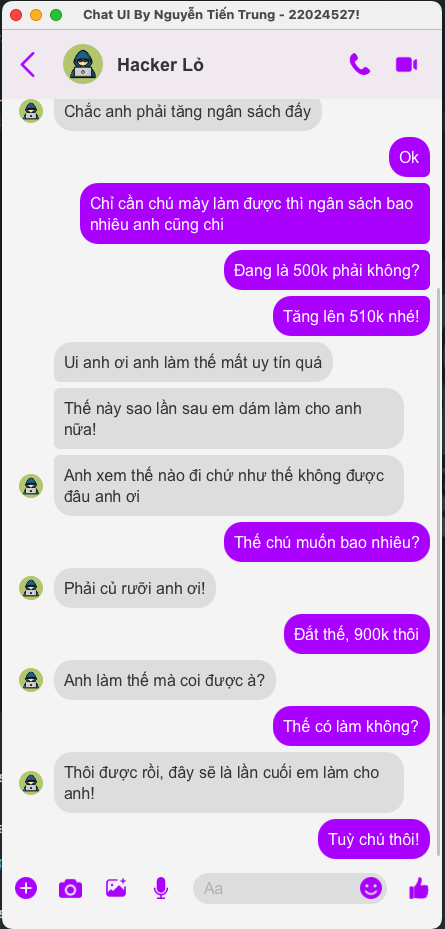 Chat UI By Nguyễn Tiến Trung - 22024527!
Hacker Lỏ
Chắc anh phải tăng ngân sách đấy
Ok
Chỉ cần chú mày làm được thì ngân sách bao
nhiêu anh cũng chi
Đang là 500k phải không?
Tăng lên 510k nhé!
Ui anh ơi anh làm thế mất uy tín quá
Thế này sao lần sau em dám làm cho anh
nữa!
Anh xem thế nào đi chứ như thế không được
đâu anh ơi
Thế chú muốn bao nhiêu?
Phải củ rưỡi anh ơi!
Đắt thế, 900k thôi
Anh làm thế mà coi được à?
Thế có làm không?
Thôi được rồi, đây sẽ là lần cuối em làm cho
anh!
Tuỳ chú thôi!
Aa